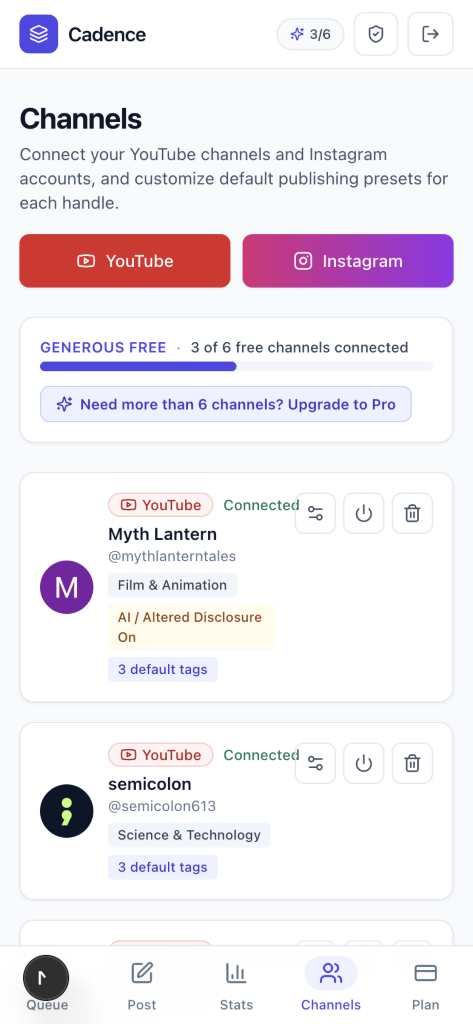 Cadence
3/6
Channels
Connect your YouTube channels and Instagram
accounts, and customize default publishing presets for
each handle.
YouTube
Instagram
GENEROUS FREE · 3 of 6 free channels connected
Need more than 6 channels? Upgrade to Pro
YouTube Connected
Myth Lantern
@mythlanterntales
M
Film & Animation
AI / Altered Disclosure
On
3 default tags
YouTube Connected
semicolon
@semicolon613
;
Science & Technology
3 default tags
Queue
Post
Stats
Channels
Plan